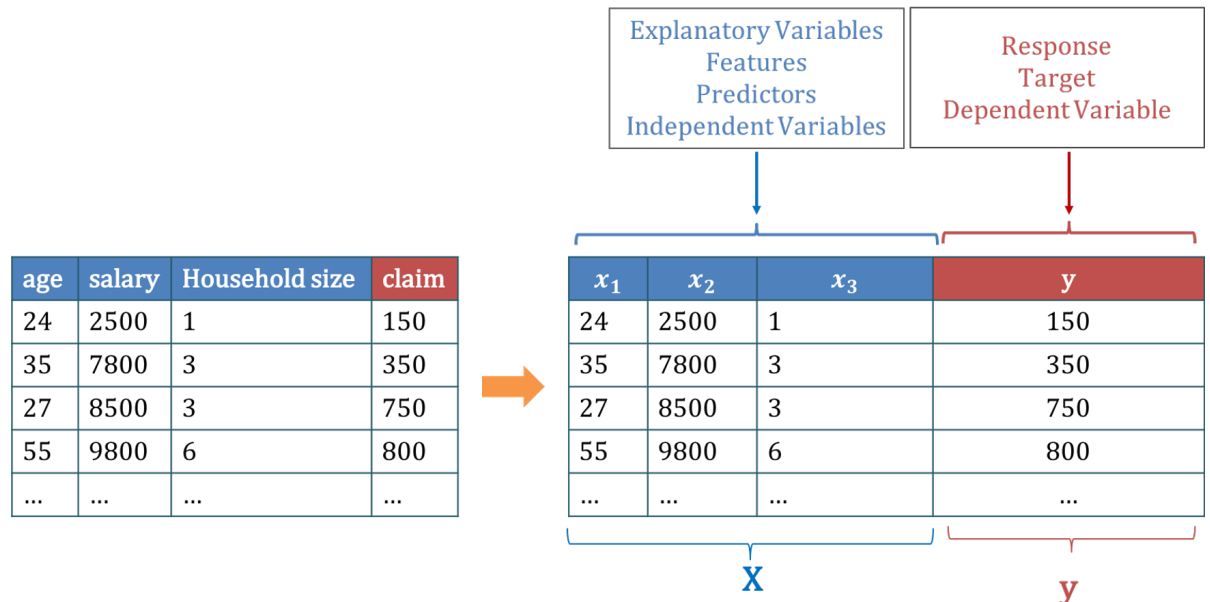 Explanatory Variables
Features
Predictors
Independent Variables
Response
Target
Dependent Variable
age salary Household size claim
24 2500 1 150
35 7800 3 350
27 8500 3 750
55 9800 6 800
... ... ... ...
x₁ x₂ x₃ y
24 2500 1 150
35 7800 3 350
27 8500 3 750
55 9800 6 800
... ... ... ...
X y